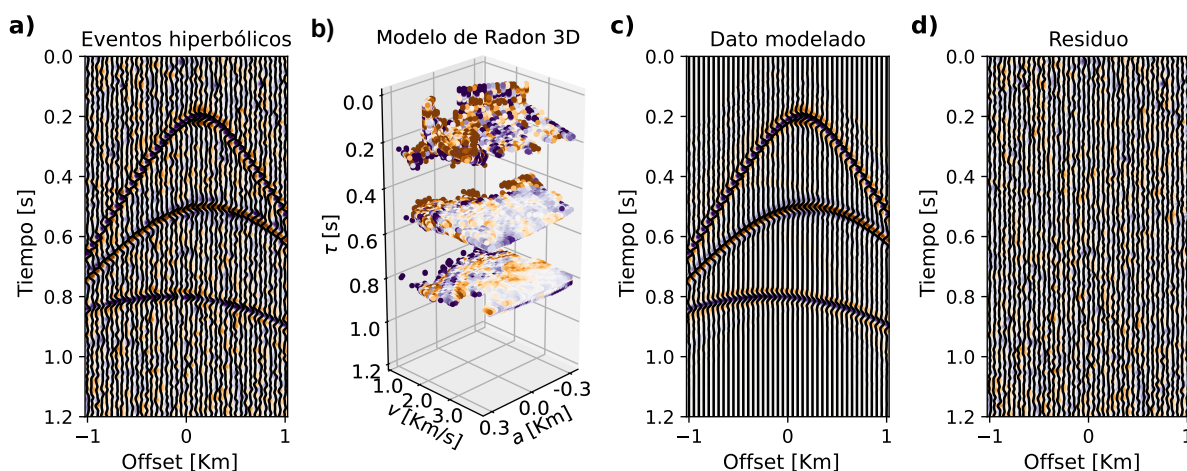 a)
Eventos hiperbólicos
Tiempo [s]
0.0
0.2
0.4
0.6
0.8
1.0
1.2
−1
0
1
Offset [Km]
b)
Modelo de Radon 3D
τ [s]
0.0
0.2
0.4
0.6
0.8
1.0
1.2
1.0
2.0
3.0
v [Km/s]
0.3
0.0
-0.3
a [Km]
c)
Dato modelado
Tiempo [s]
0.0
0.2
0.4
0.6
0.8
1.0
1.2
−1
0
1
Offset [Km]
d)
Residuo
Tiempo [s]
0.0
0.2
0.4
0.6
0.8
1.0
1.2
−1
0
1
Offset [Km]